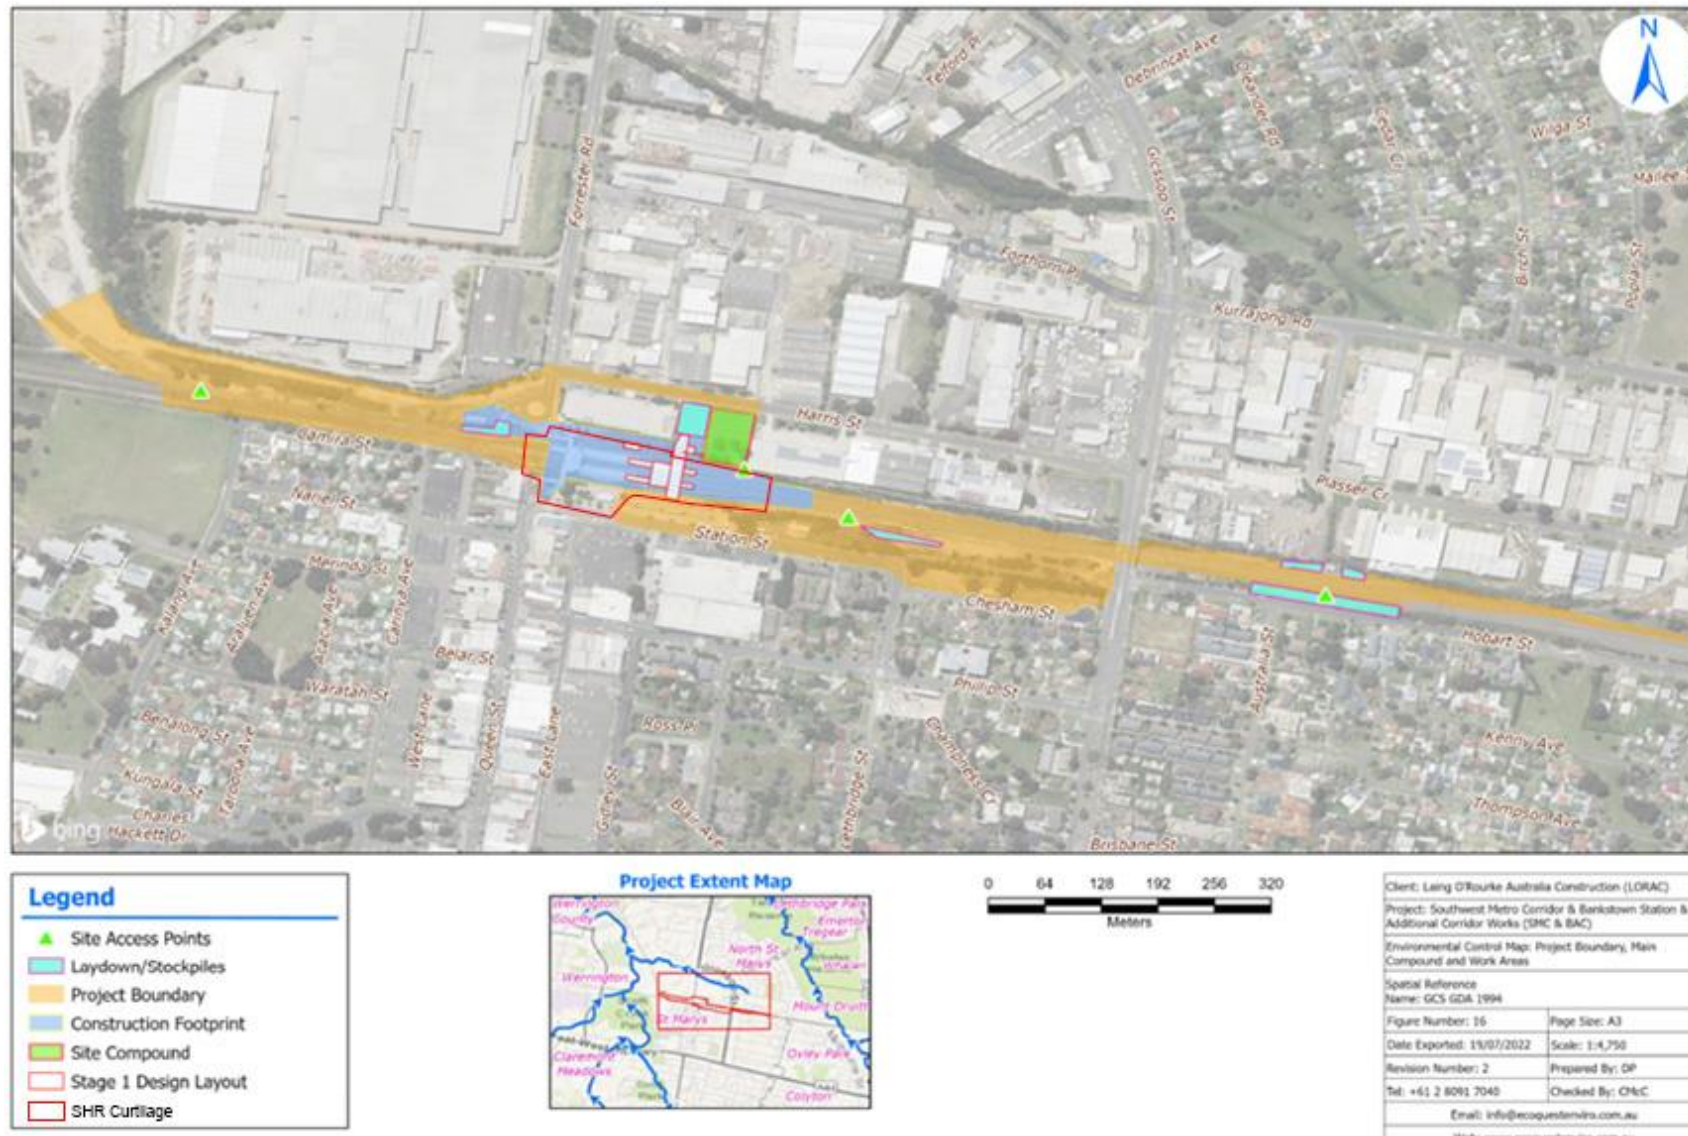 N
Telford Pl
Debrincat Ave
Oleander Rd
Cedar Cr
Wilga St
Forrester Rd
Glossop St
Birch St
Poplar St
Forthorn Pl
Kurrajong Rd
Harris St
Camira St
Plasser Cr
Nariel St
Station St
Merinda St
Kalang Ave
Acacia Ave
Carinya Ave
Chesham St
Hobart St
Australia St
Belar St
Waratah St
Phillip St
Benalong St
West Lane
Queen St
East Lane
Ross Pl
Champness Cr
Kenny Ave
Kungala St
Taroona Ave
Gidley St
Lethbridge St
Blair Ave
Thompson Ave
Charles
Hackett Dr
Brisbane St
bing
Legend
Site Access Points
Laydown/Stockpiles
Project Boundary
Construction Footprint
Site Compound
Stage 1 Design Layout
SHR Curtilage
Project Extent Map
Werrington
County
Emerton
Tregear
North St
Marys
Werrington
St Marys
Mount Druitt
Claremont
Meadows
Oxley Park
Colyton
0 64 128 192 256 320
Meters
Client: Laing O'Rourke Australia Construction (LORAC)
Project: Southwest Metro Corridor & Bankstown Station &
Additional Corridor Works (SMC & BAC)
Environmental Control Map: Project Boundary, Main
Compound and Work Areas
Spatial Reference
Name: GCS GDA 1994
Figure Number: 16
Page Size: A3
Date Exported: 19/07/2022
Scale: 1:4,750
Revision Number: 2
Prepared By: DP
Tel: +61 2 8091 7040
Checked By: CMcC
Email: info@ecoquestenviro.com.au